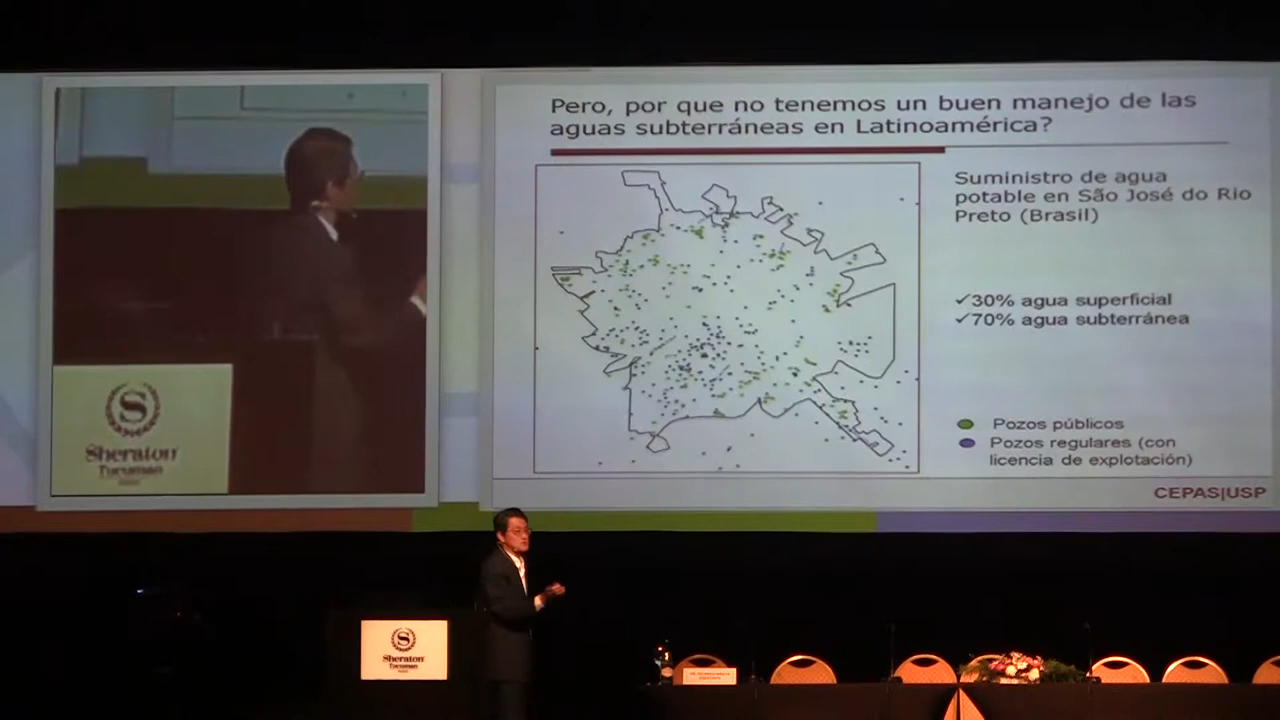 Pero, por que no tenemos un buen manejo de las
aguas subterráneas en Latinoamérica?
Suministro de agua
potable en São José do Rio
Preto (Brasil)
✓30% agua superficial
✓70% agua subterránea
Pozos públicos
Pozos regulares (con
licencia de explotación)
CEPAS|USP
S
Sheraton
Tucuman
S
Sheraton
Tucuman